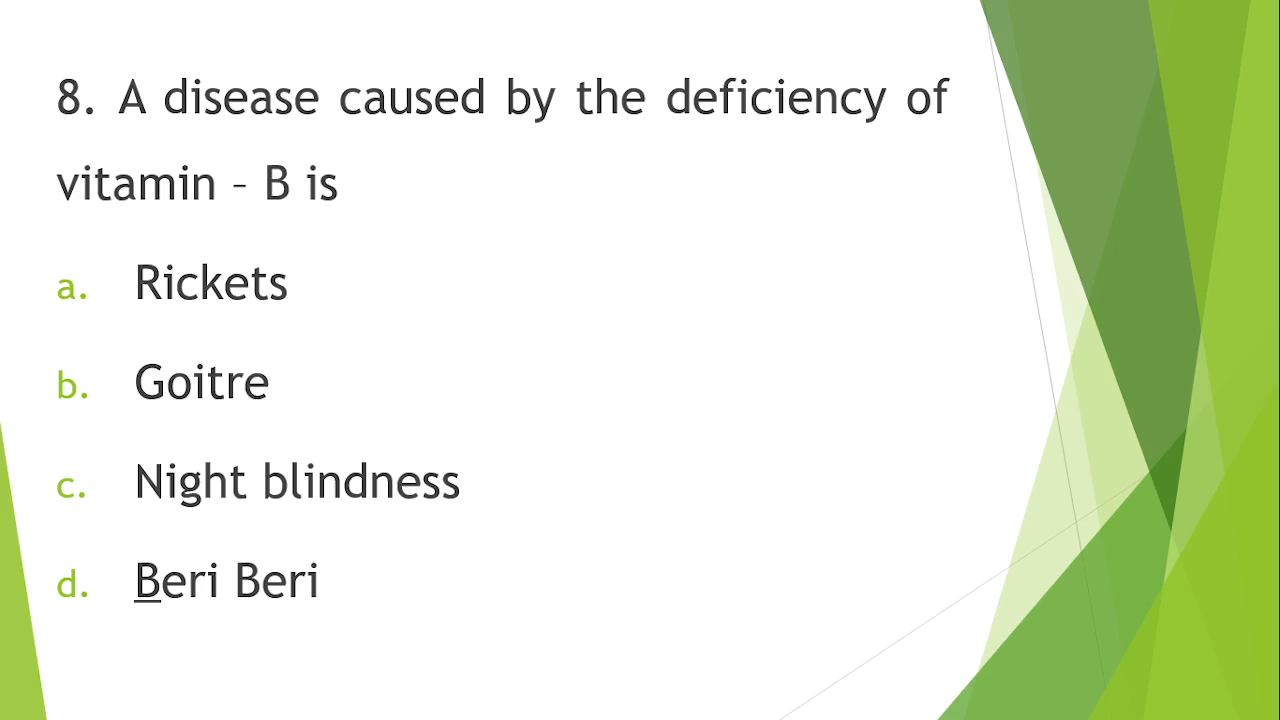 8. A disease caused by the deficiency of
vitamin – B is
a. Rickets
b. Goitre
c. Night blindness
d. Beri Beri